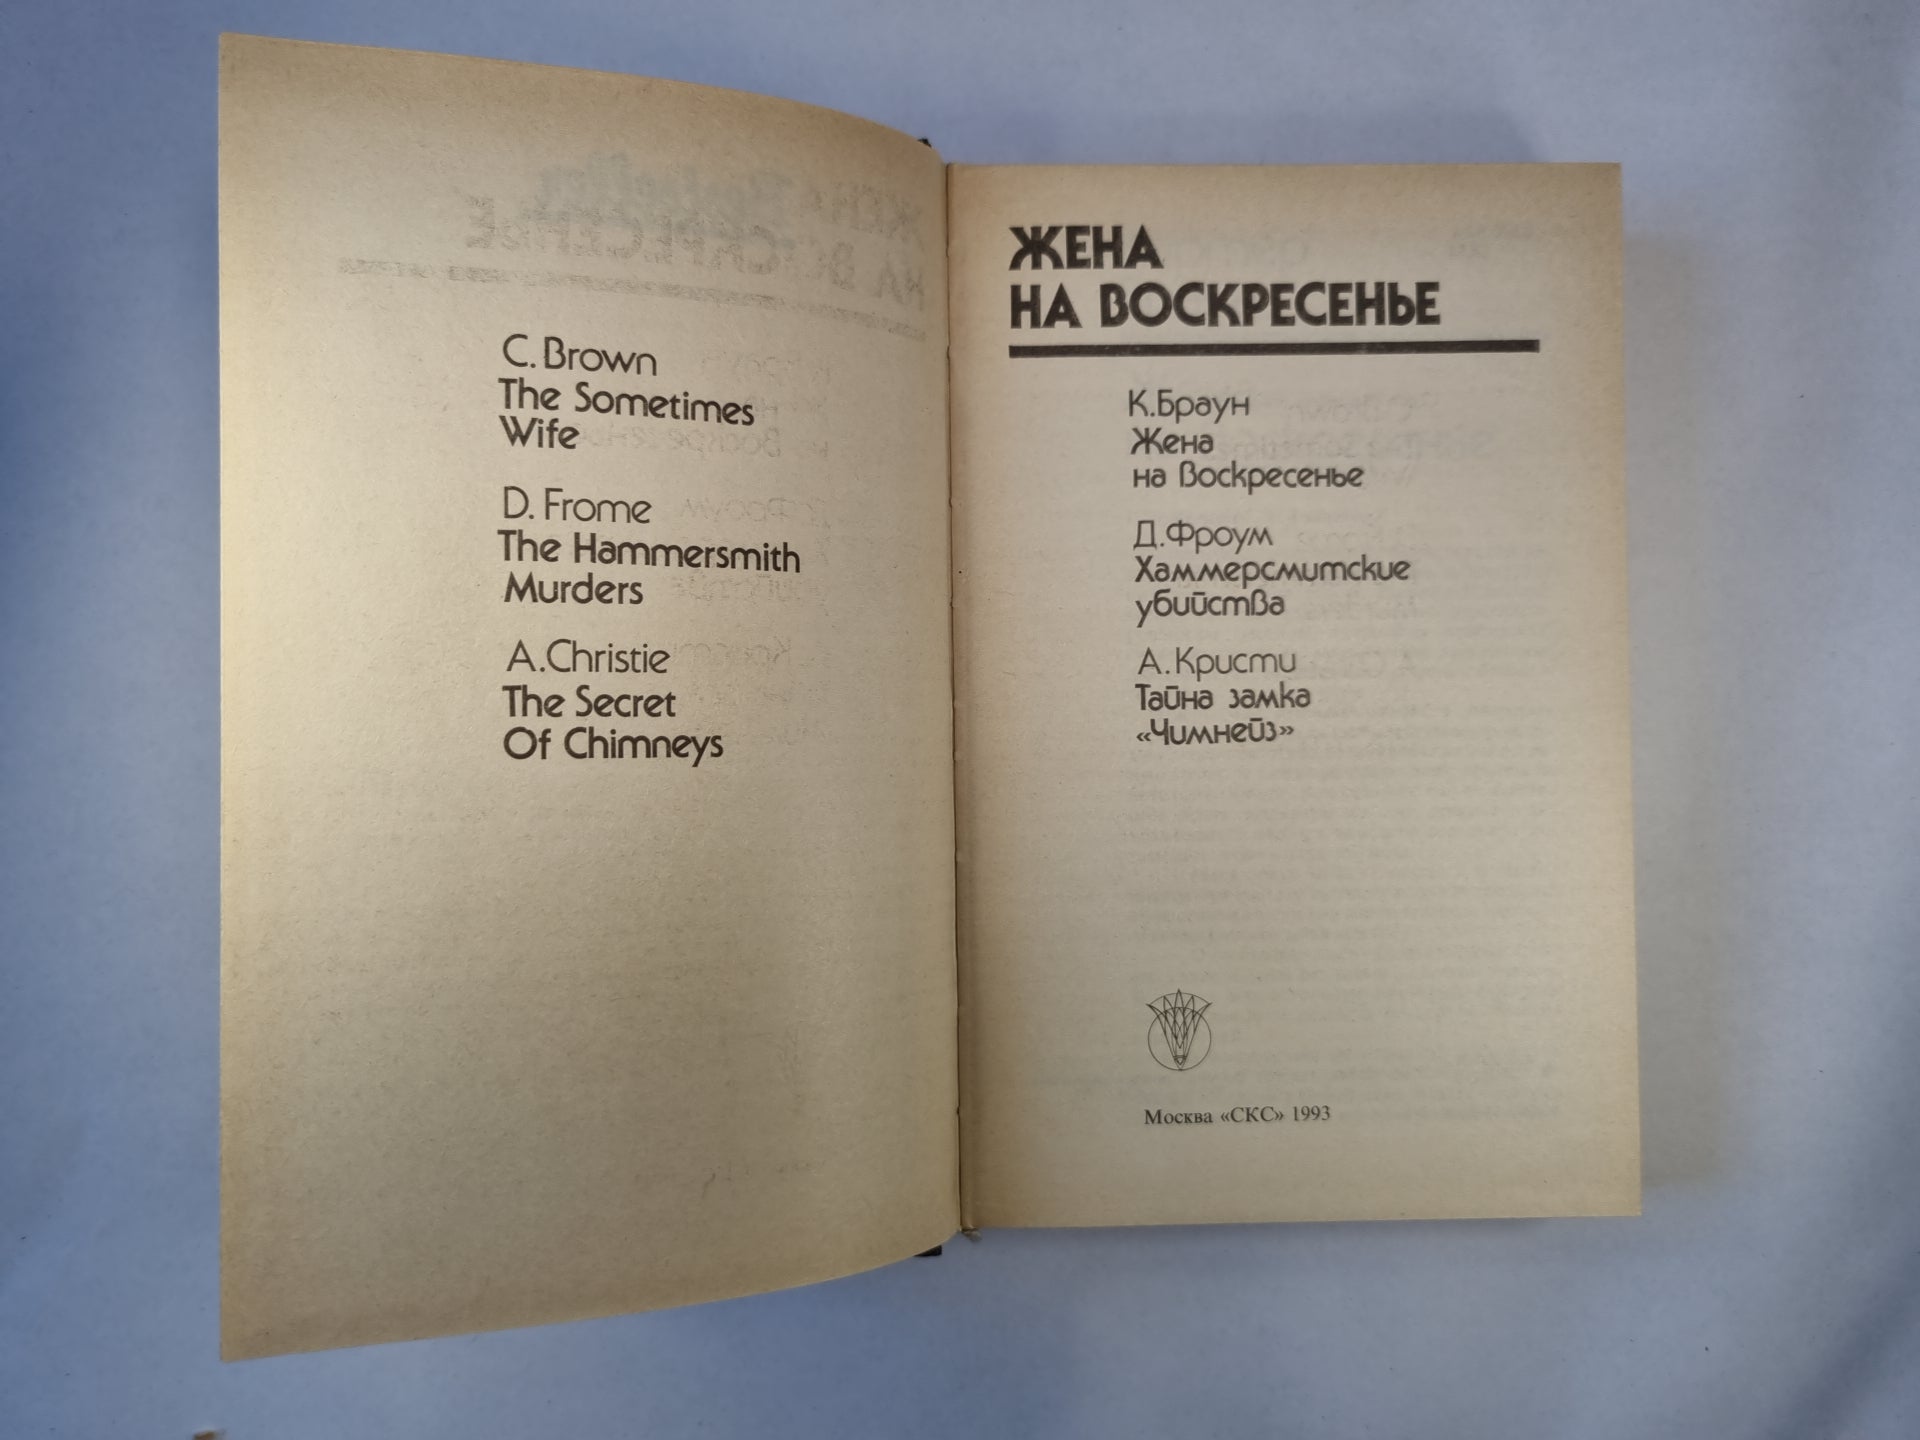 C. Brown
The Sometimes
Wife
D. Frome
The Hammersmith
Murders
A.Christie
The Secret
Of Chimneys
ЖЕНА
НА ВОСКРЕСЕНЬЕ
К.Браун
Жена
на Воскресенье
Д.Фроум
Хаммерсмитские
убийства
А.Кристи
Тайна замка
«Чимнейз»
Москва «СКС» 1993